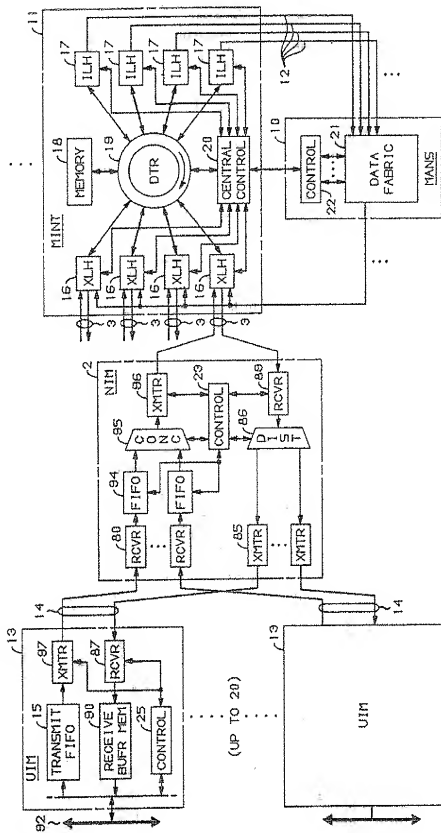 92
UIM
13
15
TRANSMIT
FIFO
97
XMTR
90
RECEIVE
BUFR MEM
87
RCVR
25
CONTROL
14
(UP TO 20)
13
UIM
14
2
NIM
80
RCVR
94
FIFO
95
CONC
96
XMTR
RCVR
FIFO
23
CONTROL
85
XMTR
86
DIST
89
RCVR
XMTR
3
3
3
3
11
MINT
16
XLH
16
XLH
16
XLH
16
XLH
18
MEMORY
19
DTR
20
CENTRAL
CONTROL
17
ILH
17
ILH
17
ILH
17
ILH
12
10
CONTROL
22
21
DATA
FABRIC
MANS